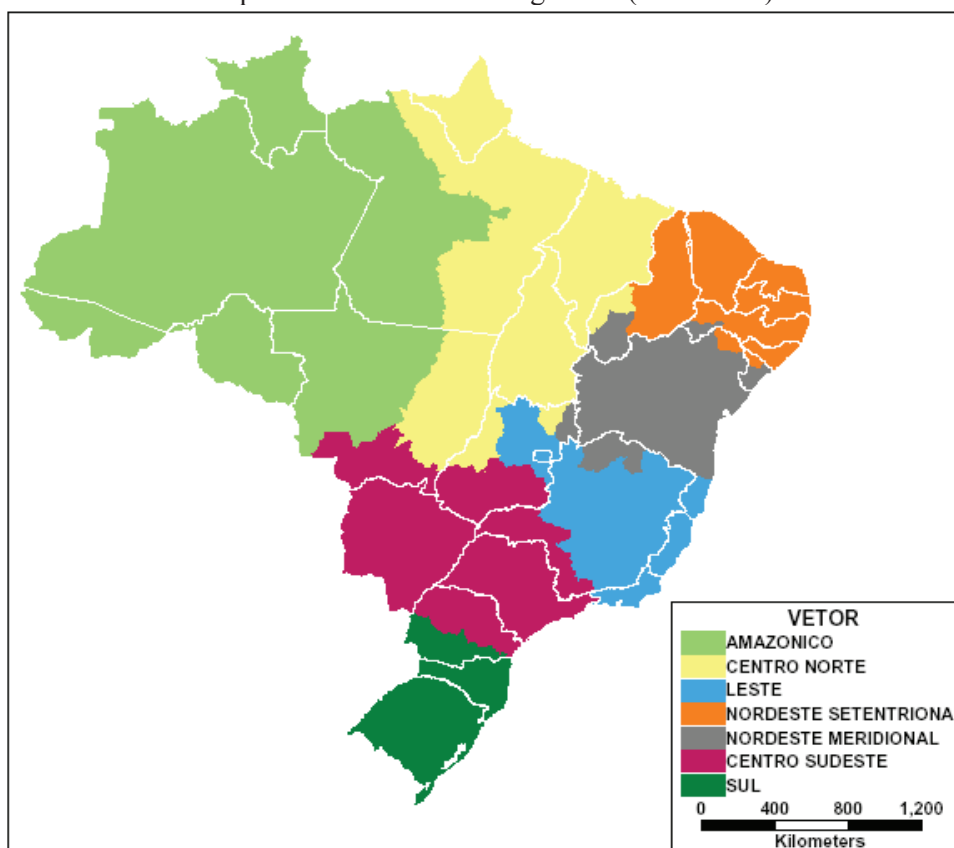 VETOR
AMAZONICO
CENTRO NORTE
LESTE
NORDESTE SETENTRIONA
NORDESTE MERIDIONAL
CENTRO SUDESTE
SUL
0 400 800 1,200
Kilometers